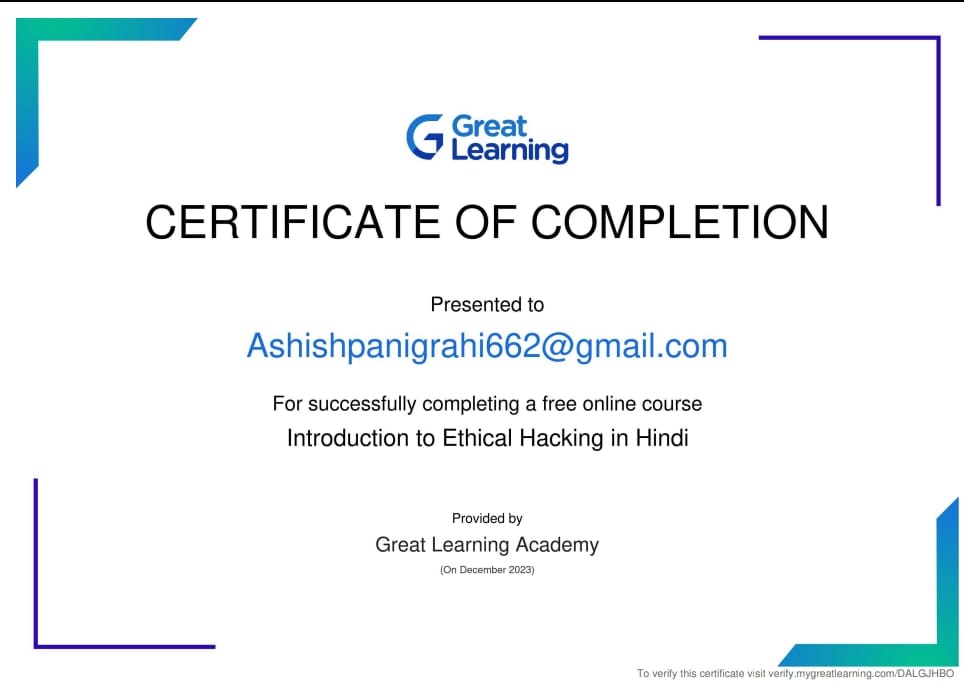 Great
Learning
CERTIFICATE OF COMPLETION
Presented to
Ashishpanigrahi662@gmail.com
For successfully completing a free online course
Introduction to Ethical Hacking in Hindi
Provided by
Great Learning Academy
(On December 2023)
To verify this certificate visit verify.mygreatlearning.com/DALGJHBO